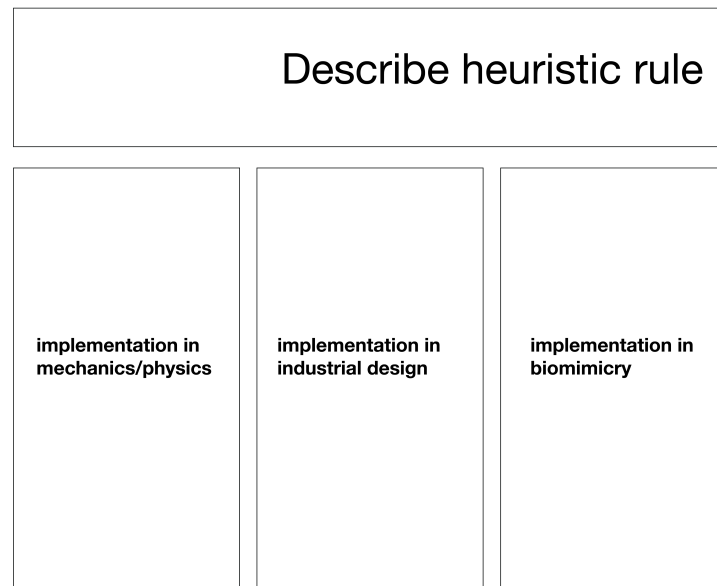 Describe heuristic rule
implementation in
mechanics/physics
implementation in
industrial design
implementation in
biomimicry